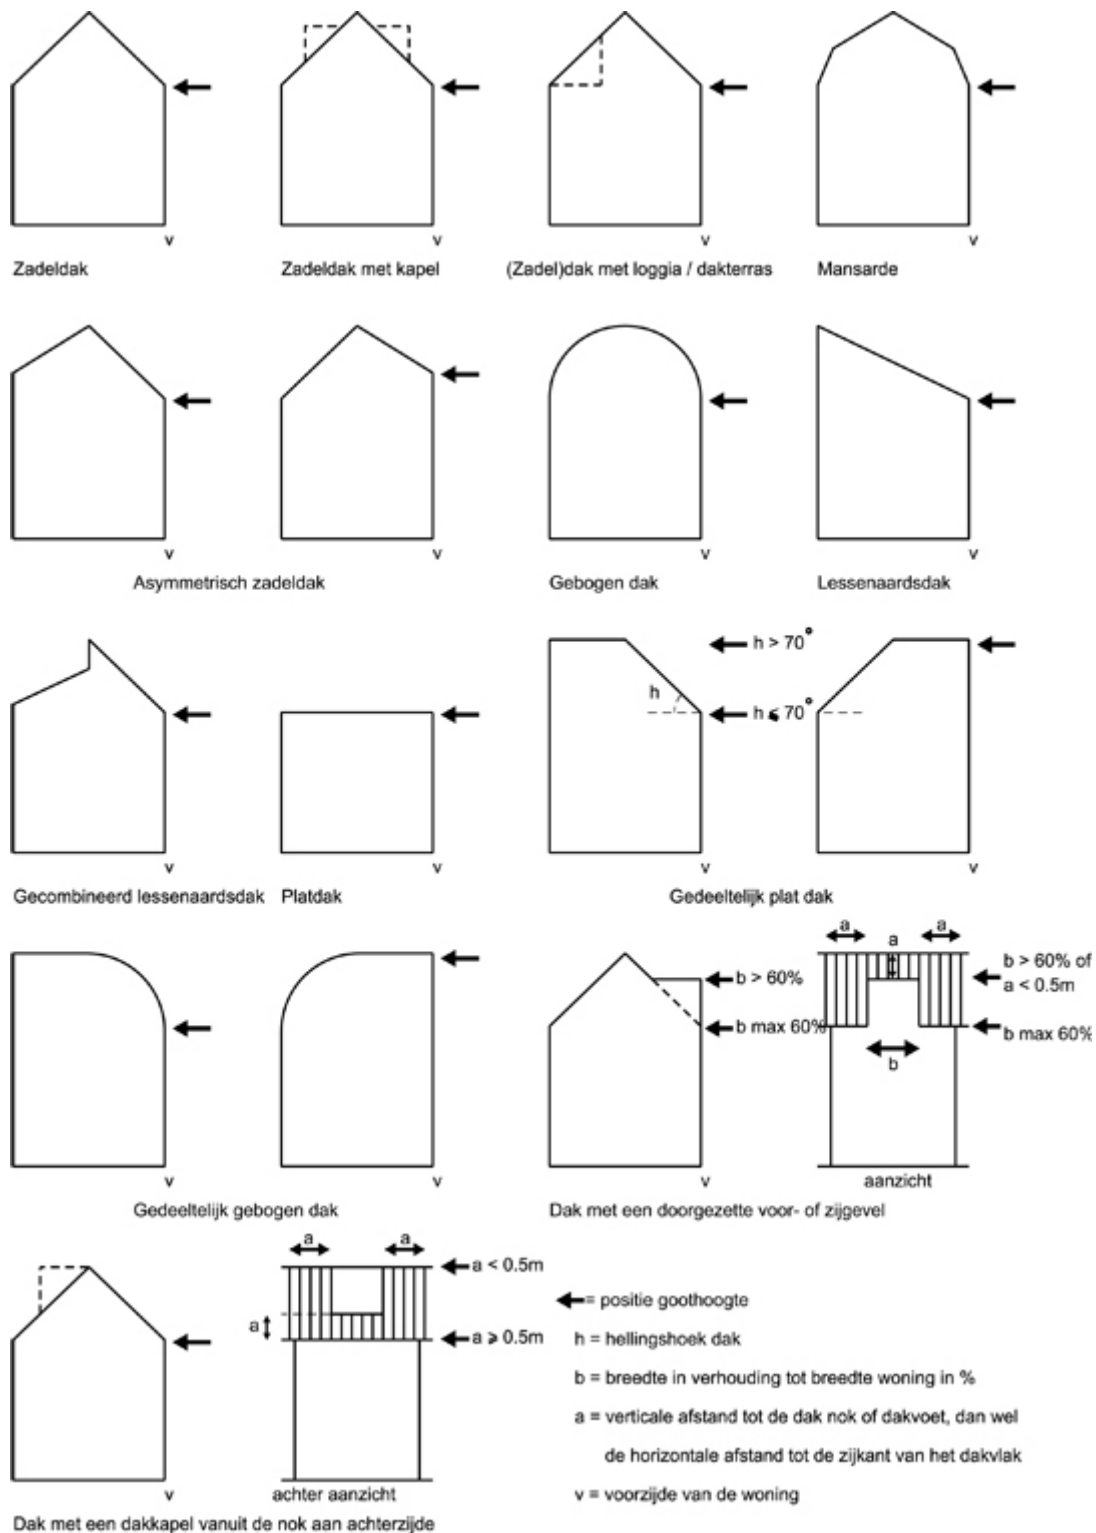 v v v v
Zadeldak Zadeldak met kapel (Zadel)dak met loggia / dakterras Mansarde
v v v v
Asymmetrisch zadeldak Gebogen dak Lessenaardsdak
h > 70°
h
h ⩽ 70°
v v v v
Gecombineerd lessenaardsdak Platdak Gedeeltelijk plat dak
a a a
b > 60% b > 60% of
a < 0.5m
b max 60% b max 60%
b
v v v aanzicht
Gedeeltelijk gebogen dak Dak met een doorgezette voor- of zijgevel
a a
a < 0.5m
= positie goothoogte
a a ⩾ 0.5m h = hellingshoek dak
b = breedte in verhouding tot breedte woning in %
a = verticale afstand tot de dak nok of dakvoet, dan wel
de horizontale afstand tot de zijkant van het dakvlak
v achter aanzicht v = voorzijde van de woning
Dak met een dakkapel vanuit de nok aan achterzijde